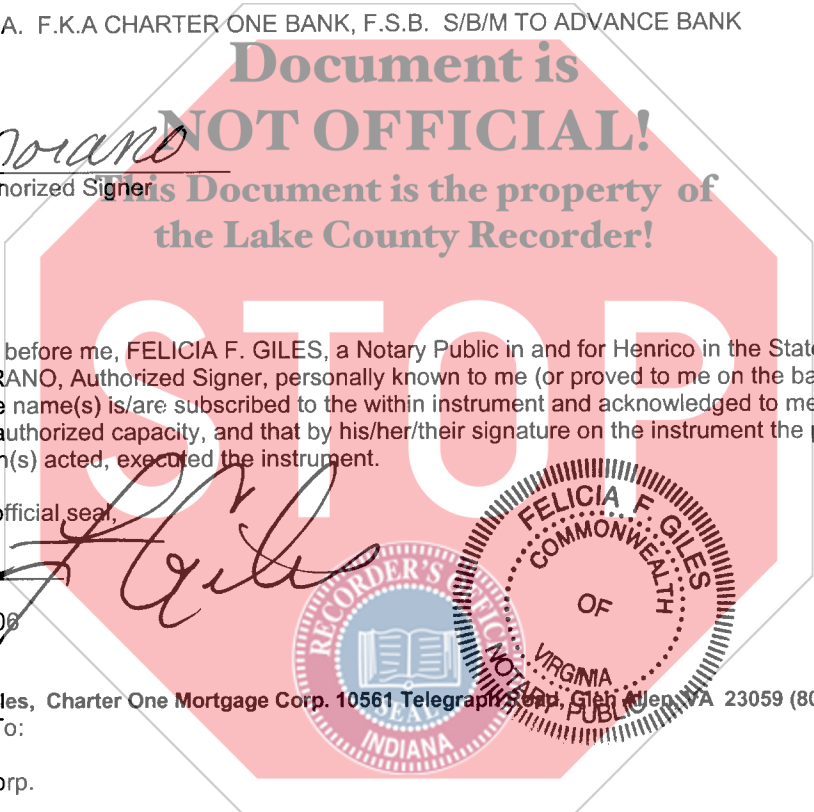 A. F.K.A CHARTER ONE BANK, F.S.B. S/B/M TO ADVANCE BANK
Document is
NOT OFFICIAL!
orano
horized Signer
This Document is the property of
the Lake County Recorder!
STOP
before me, FELICIA F. GILES, a Notary Public in and for Henrico in the State
RANO, Authorized Signer, personally known to me (or proved to me on the ba
e name(s) is/are subscribed to the within instrument and acknowledged to me
authorized capacity, and that by his/her/their signature on the instrument the
n(s) acted, executed the instrument.
official seal,
F Giles
FELICIA F. GILES
COMMONWEALTH
OF
VIRGINIA
NOTARY PUBLIC
RECORDER'S OFFICE
SEAL
INDIANA
06
les, Charter One Mortgage Corp. 10561 Telegraph Road, Glen Allen, VA 23059 (80
o:
orp.